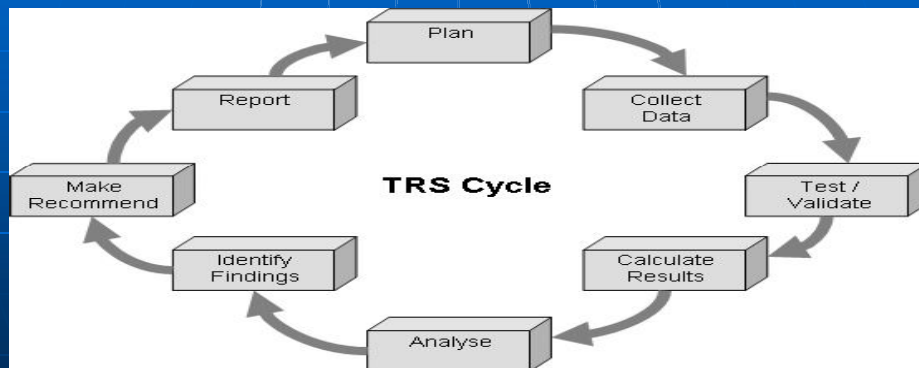 Plan
Collect
Data
Test /
Validate
Calculate
Results
Analyse
Identify
Findings
Make
Recommend
Report
TRS Cycle